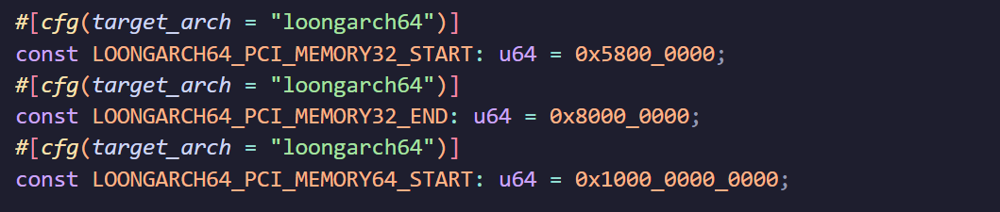 #[cfg(target_arch = "loongarch64")]
const LOONGARCH64_PCI_MEMORY32_START: u64 = 0x5800_0000;
#[cfg(target_arch = "loongarch64")]
const LOONGARCH64_PCI_MEMORY32_END: u64 = 0x8000_0000;
#[cfg(target_arch = "loongarch64")]
const LOONGARCH64_PCI_MEMORY64_START: u64 = 0x1000_0000_0000;